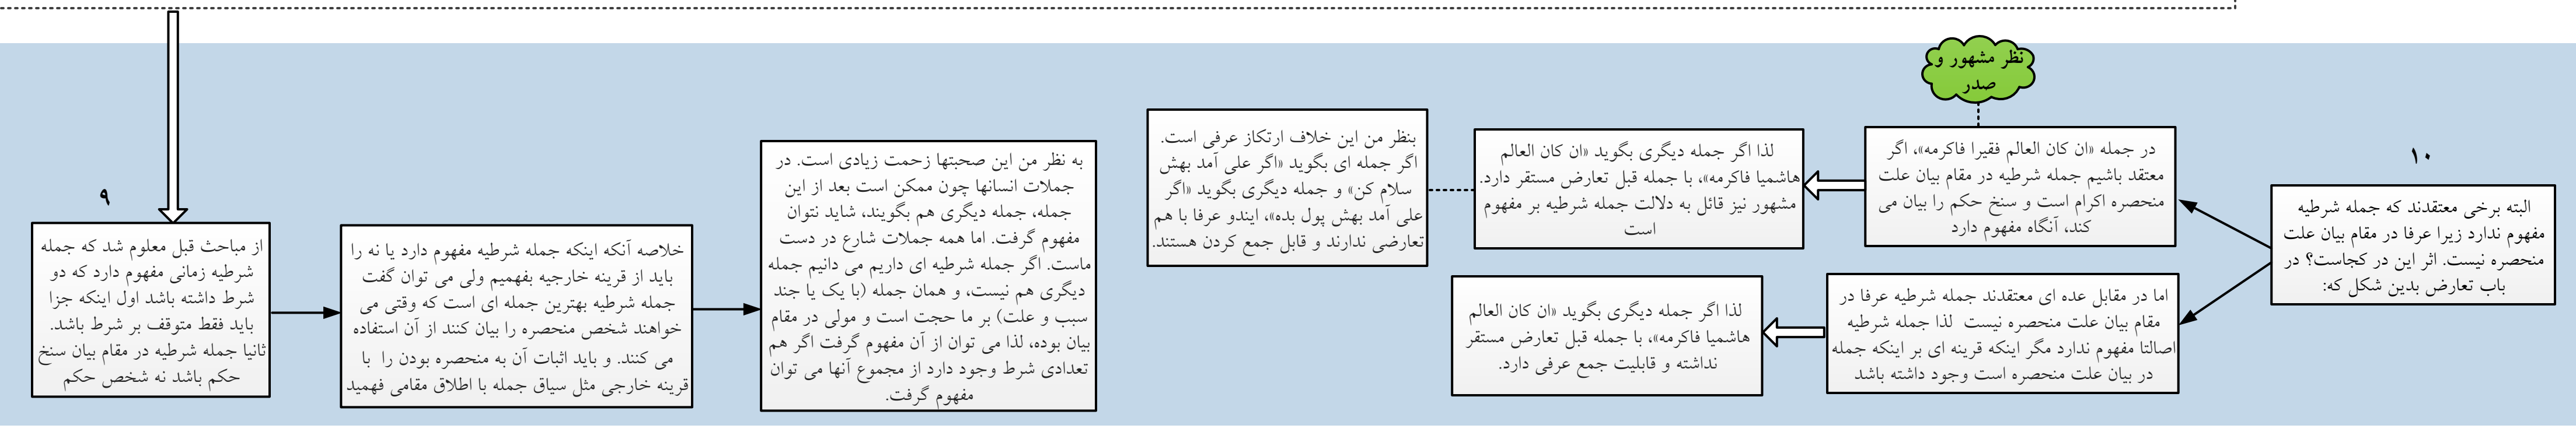 ۹
از مباحث قبل معلوم شد که جمله
شرطیه زمانی مفهوم دارد که دو
شرط داشته باشد اول اینکه جزا
باید فقط متوقف بر شرط باشد.
ثانیا جمله شرطیه در مقام بیان سنخ
حکم باشد نه شخص حکم
خلاصه آنکه اینکه جمله شرطیه مفهوم دارد یا نه را
باید از قرینه خارجیه بفهمیم ولی می توان گفت
جمله شرطیه بهترین جمله ای است که وقتی می
خواهند شخص منحصره را بیان کنند از آن استفاده
می کنند. و باید اثبات آن به منحصره بودن را با
قرینه خارجی مثل سیاق جمله با اطلاق مقامی فهمید
به نظر من این صحبتها زحمت زیادی است. در
جملات انسانها چون ممکن است بعد از این
جمله، جمله دیگری هم بگویند، شاید نتوان
مفهوم گرفت. اما همه جملات شارع در دست
ماست. اگر جمله شرطیه ای داریم می دانیم جمله
دیگری هم نیست، و همان جمله (با یک یا جند
سبب و علت) بر ما حجت است و مولی در مقام
بیان بوده، لذا می توان از آن مفهوم گرفت اگر هم
تعدادی شرط وجود دارد از مجموع آنها می توان
مفهوم گرفت.
۱۰
البته برخی معتقدند که جمله شرطیه
مفهوم ندارد زیرا عرفا در مقام بیان علت
منحصره نیست. اثر این در کجاست؟ در
باب تعارض بدین شکل که:
نظر مشهور و
صدر
در جمله «ان کان العالم فقیرا فاکرمه»، اگر
معتقد باشیم جمله شرطیه در مقام بیان علت
منحصره اکرام است و سنخ حکم را بیان می
کند، آنگاه مفهوم دارد
لذا اگر جمله دیگری بگوید «ان کان العالم
هاشمیا فاکرمه»، با جمله قبل تعارض مستقر دارد.
مشهور نیز قائل به دلالت جمله شرطیه بر مفهوم
است
بنظر من این خلاف ارتکاز عرفی است.
اگر جمله ای بگوید «اگر علی آمد بهش
سلام کن» و جمله دیگری بگوید «اگر
علی آمد بهش پول بده»، ایندو عرفا با هم
تعارضی ندارند و قابل جمع کردن هستند.
اما در مقابل عده ای معتقدند جمله شرطیه عرفا در
مقام بیان علت منحصره نیست لذا جمله شرطیه
اصالتا مفهوم ندارد مگر اینکه قرینه ای بر اینکه جمله
در بیان علت منحصره است وجود داشته باشد
لذا اگر جمله دیگری بگوید «ان کان العالم
هاشمیا فاکرمه»، با جمله قبل تعارض مستقر
نداشته و قابلیت جمع عرفی دارد.